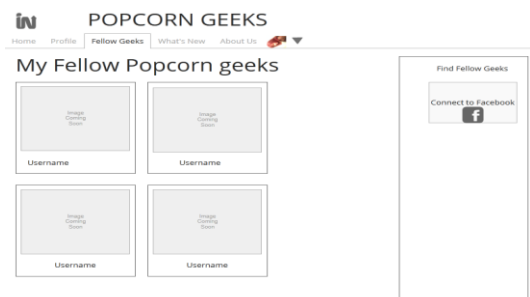 in POPCORN GEEKS
Home Profile Fellow Geeks What's New About Us
My Fellow Popcorn geeks
Find Fellow Geeks
Connect to Facebook
f
Image
Coming
Soon
Username
Image
Coming
Soon
Username
Image
Coming
Soon
Username
Image
Coming
Soon
Username